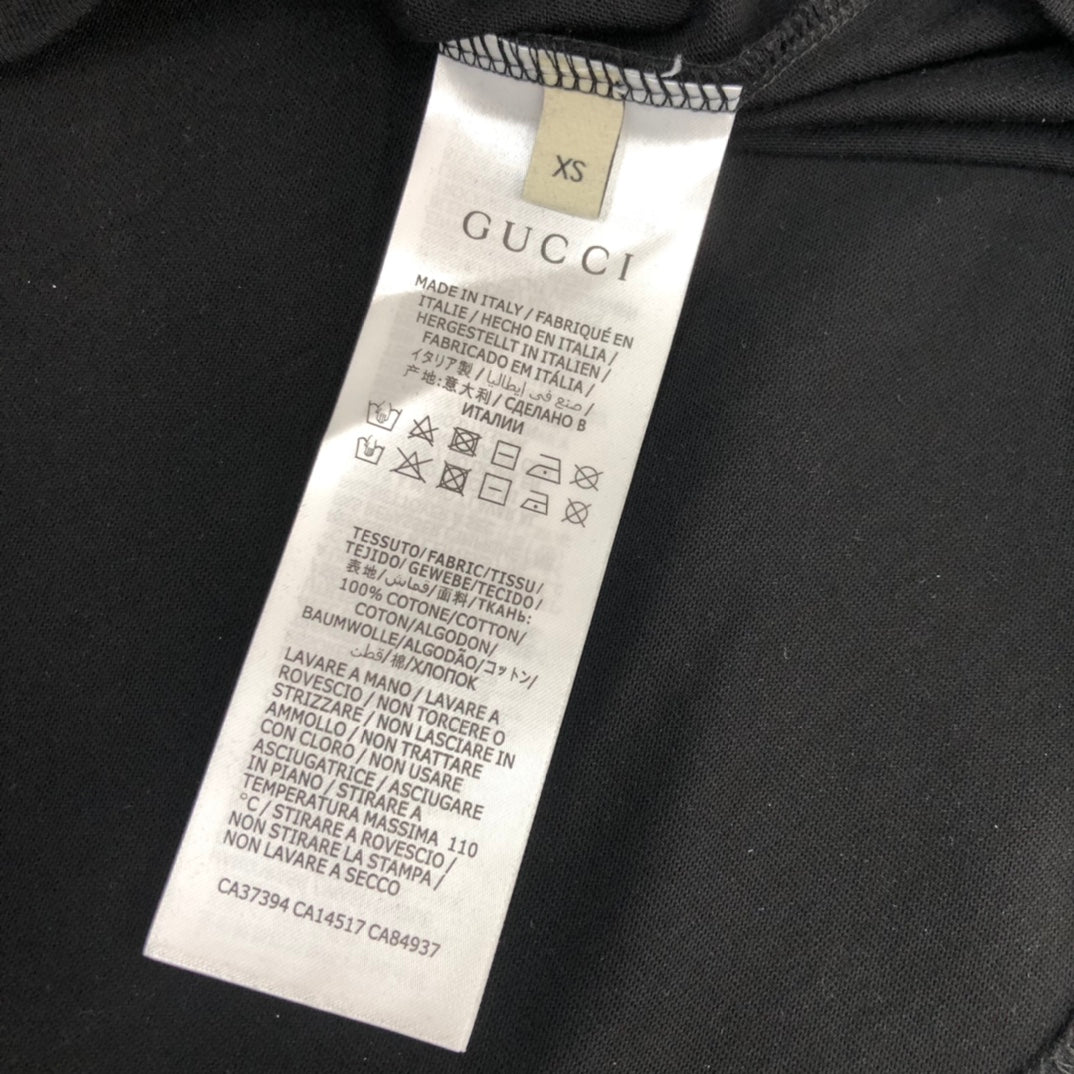 XS
GUCCI
MADE IN ITALY / FABRIQUÉ EN
ITALIE / HECHO EN ITALIA /
HERGESTELLT IN ITALIEN /
FABRICADO EM ITÁLIA /
イタリア製 / صنع في إيطاليا /
产地:意大利 / СДЕЛАНО В
ИТАЛИИ
TESSUTO/FABRIC/TISSU/
TEJIDO/GEWEBE/TECIDO/
表地/قماش/面料/ТКАНЬ:
100% COTONE/COTTON/
COTON/ALGODON/
BAUMWOLLE/ALGODÃO/コットン/
قطن/棉/ХЛОПОК
LAVARE A MANO / LAVARE A
ROVESCIO / NON TORCERE O
STRIZZARE / NON LASCIARE IN
AMMOLLO / NON TRATTARE
CON CLORO / NON USARE
ASCIUGATRICE / ASCIUGARE
IN PIANO / STIRARE A
TEMPERATURA MASSIMA 110
°C / STIRARE A ROVESCIO /
NON STIRARE LA STAMPA /
NON LAVARE A SECCO
CA37394 CA14517 CA84937